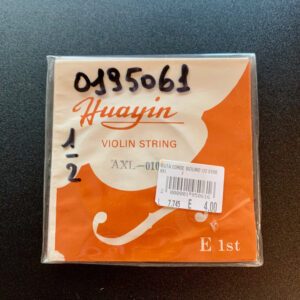 0195061
Huayin
1/2
VIOLIN STRING
AXL-010
£ 4,00
E 1st